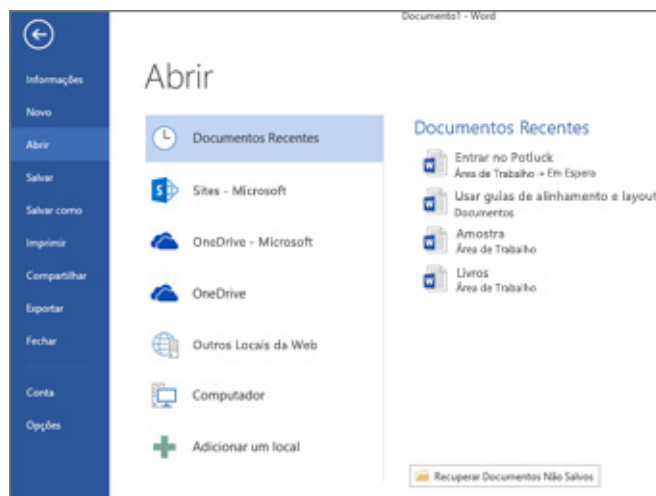 Documento1 - Word
Informações
Novo
Abrir
Salvar
Salvar como
Imprimir
Compartilhar
Exportar
Fechar
Conta
Opções
Abrir
Documentos Recentes
Sites - Microsoft
OneDrive - Microsoft
OneDrive
Outros Locais da Web
Computador
Adicionar um local
Documentos Recentes
Entrar no Potluck
Área de Trabalho » Em Espera
Usar guias de alinhamento e layout
Documentos
Amostra
Área de Trabalho
Livros
Área de Trabalho
Recuperar Documentos Não Salvos